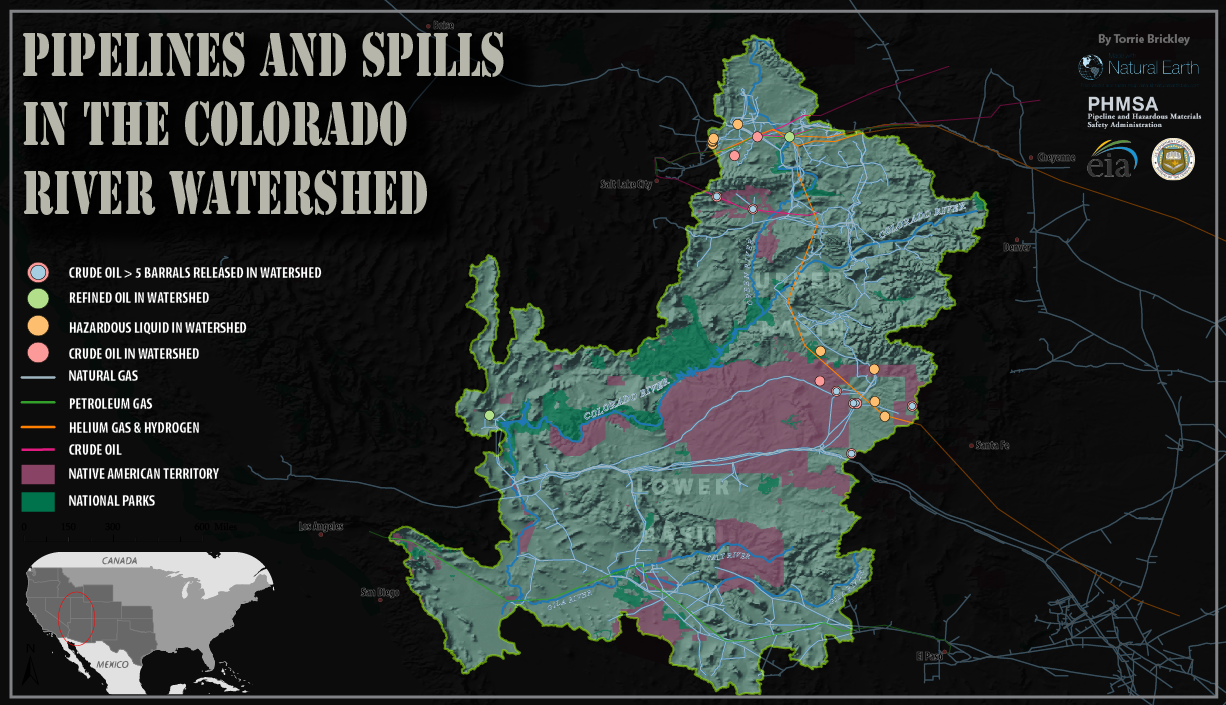 PIPELINES AND SPILLS
IN THE COLORADO
RIVER WATERSHED
By Torrie Brickley
Natural Earth
PHMSA
Pipeline and Hazardous Materials
Safety Administration
eia
CRUDE OIL > 5 BARRALS RELEASED IN WATERSHED
REFINED OIL IN WATERSHED
HAZARDOUS LIQUID IN WATERSHED
CRUDE OIL IN WATERSHED
NATURAL GAS
PETROLEUM GAS
HELIUM GAS & HYDROGEN
CRUDE OIL
NATIVE AMERICAN TERRITORY
NATIONAL PARKS
0 150 300 600 Miles
CANADA
MEXICO
N
Boise
Salt Lake City
Cheyenne
Denver
Santa Fe
Los Angeles
San Diego
El Paso
COLORADO RIVER
GREEN RIVER
UPPER
BASIN
COLORADO RIVER
LOWER
BASIN
SALT RIVER
GILA RIVER